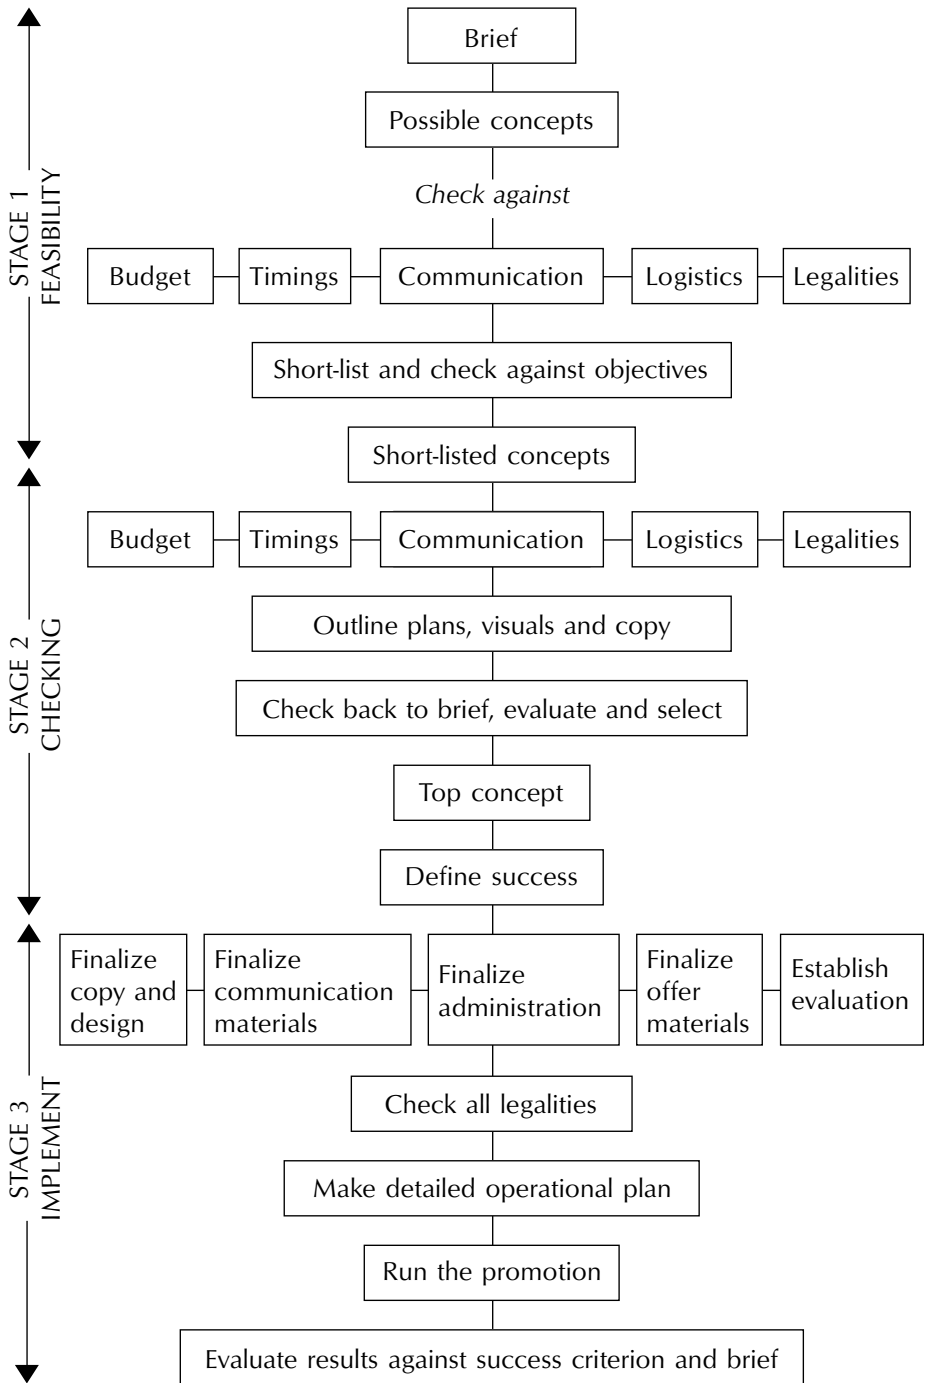 Brief
Possible concepts
Check against
Budget
Timings
Communication
Logistics
Legalities
Short-list and check against objectives
Short-listed concepts
STAGE 1
FEASIBILITY
Budget
Timings
Communication
Logistics
Legalities
Outline plans, visuals and copy
Check back to brief, evaluate and select
Top concept
Define success
STAGE 2
CHECKING
Finalize
copy and
design
Finalize
communication
materials
Finalize
administration
Finalize
offer
materials
Establish
evaluation
Check all legalities
Make detailed operational plan
Run the promotion
Evaluate results against success criterion and brief
STAGE 3
IMPLEMENT